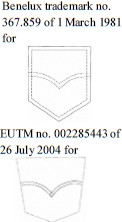 Benelux trademark no.
367.859 of 1 March 1981
for
EUTM no. 002285443 of
26 July 2004 for